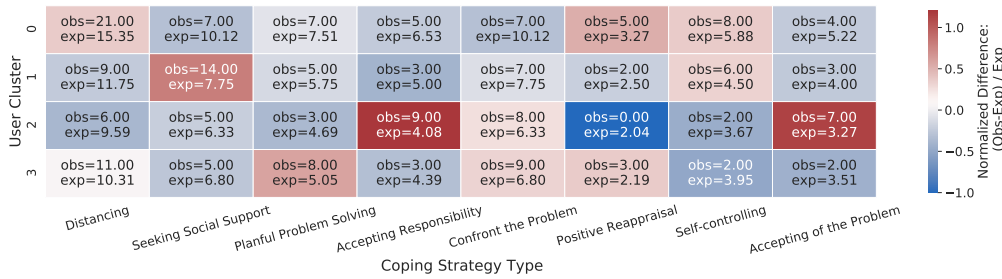 0
obs=21.00
exp=15.35
obs=7.00
exp=10.12
obs=7.00
exp=7.51
obs=5.00
exp=6.53
obs=7.00
exp=10.12
obs=5.00
exp=3.27
obs=8.00
exp=5.88
obs=4.00
exp=5.22
1
obs=9.00
exp=11.75
obs=14.00
exp=7.75
obs=5.00
exp=5.75
obs=3.00
exp=5.00
obs=7.00
exp=7.75
obs=2.00
exp=2.50
obs=6.00
exp=4.50
obs=3.00
exp=4.00
2
obs=6.00
exp=9.59
obs=5.00
exp=6.33
obs=3.00
exp=4.69
obs=9.00
exp=4.08
obs=8.00
exp=6.33
obs=0.00
exp=2.04
obs=2.00
exp=3.67
obs=7.00
exp=3.27
3
obs=11.00
exp=10.31
obs=5.00
exp=6.80
obs=8.00
exp=5.05
obs=3.00
exp=4.39
obs=9.00
exp=6.80
obs=3.00
exp=2.19
obs=2.00
exp=3.95
obs=2.00
exp=3.51
User Cluster
Distancing
Seeking Social Support
Planful Problem Solving
Accepting Responsibility
Confront the Problem
Positive Reappraisal
Self-controlling
Accepting of the Problem
Coping Strategy Type
1.0
0.5
0.0
−0.5
−1.0
Normalized Difference:
(Obs-Exp) / Exp